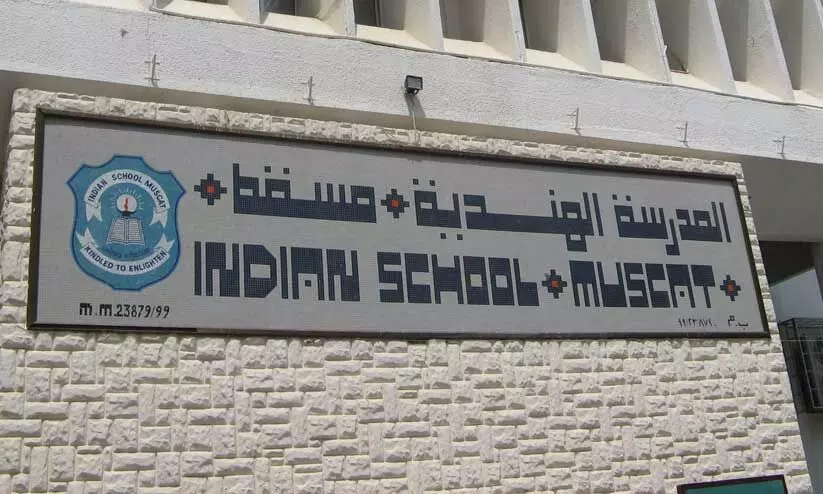 المدرسة الهندية مسقط
INDIAN SCHOOL MUSCAT
INDIAN SCHOOL MUSCAT
KINDLED TO ENLIGHTEN
m.m.23879/99
ب.م